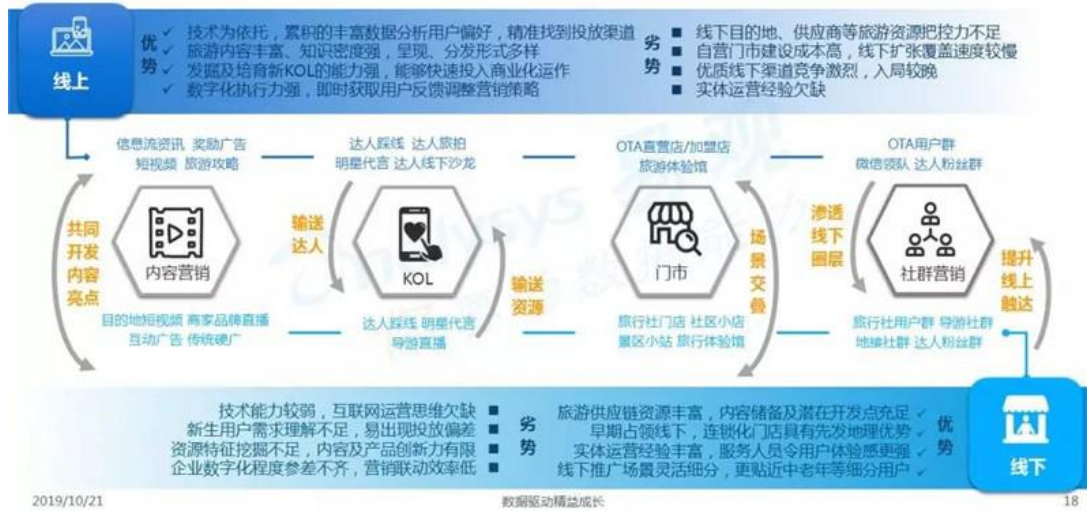 线上
优势
技术为依托，累积的丰富数据分析用户偏好，精准找到投放渠道
旅游内容丰富、知识密度强，呈现、分发形式多样
发掘及培育新KOL的能力强，能够快速投入商业化运作
数字化执行力强，即时获取用户反馈调整营销策略
劣势
线下目的地、供应商等旅游资源把控力不足
自营门市建设成本高，线下扩张覆盖速度较慢
优质线下渠道竞争激烈，入局较晚
实体运营经验欠缺
信息流资讯 奖励广告
短视频 旅游攻略
达人踩线 达人旅拍
明星代言 达人线下沙龙
OTA直营店/加盟店
旅游体验馆
OTA用户群
微信领队 达人粉丝群
共同
开发
内容
亮点
内容营销
输送
达人
KOL
输送
资源
门市
场景交叠
渗透
线下
圈层
社群营销
提升
线上
触达
目的地短视频 商家品牌直播
互动广告 传统硬广
达人踩线 明星代言
导游直播
旅行社门店 社区小店
景区小站 旅行体验馆
旅行社用户群 导游社群
地接社群 达人粉丝群
技术能力较弱，互联网运营思维欠缺
新生用户需求理解不足，易出现投放偏差
资源特征挖掘不足，内容及产品创新力有限
企业数字化程度参差不齐，营销联动效率低
劣势
旅游供应链资源丰富，内容储备及潜在开发点充足
早期占领线下，连锁化门店具有先发地理优势
实体运营经验丰富，服务人员令用户体验感更强
线下推广场景灵活细分，更贴近中老年等细分用户
优势
线下
2019/10/21
数据驱动精益成长
18